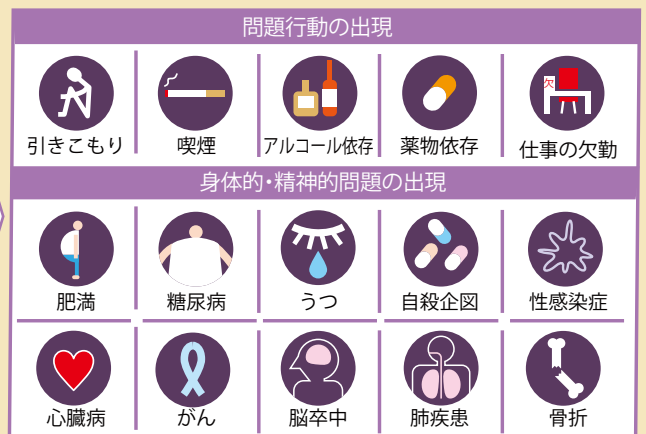 問題行動の出現
欠
引きこもり 喫煙 アルコール依存 薬物依存 仕事の欠勤
身体的・精神的問題の出現
肥満 糖尿病 うつ 自殺企図 性感染症
心臓病 がん 脳卒中 肺疾患 骨折